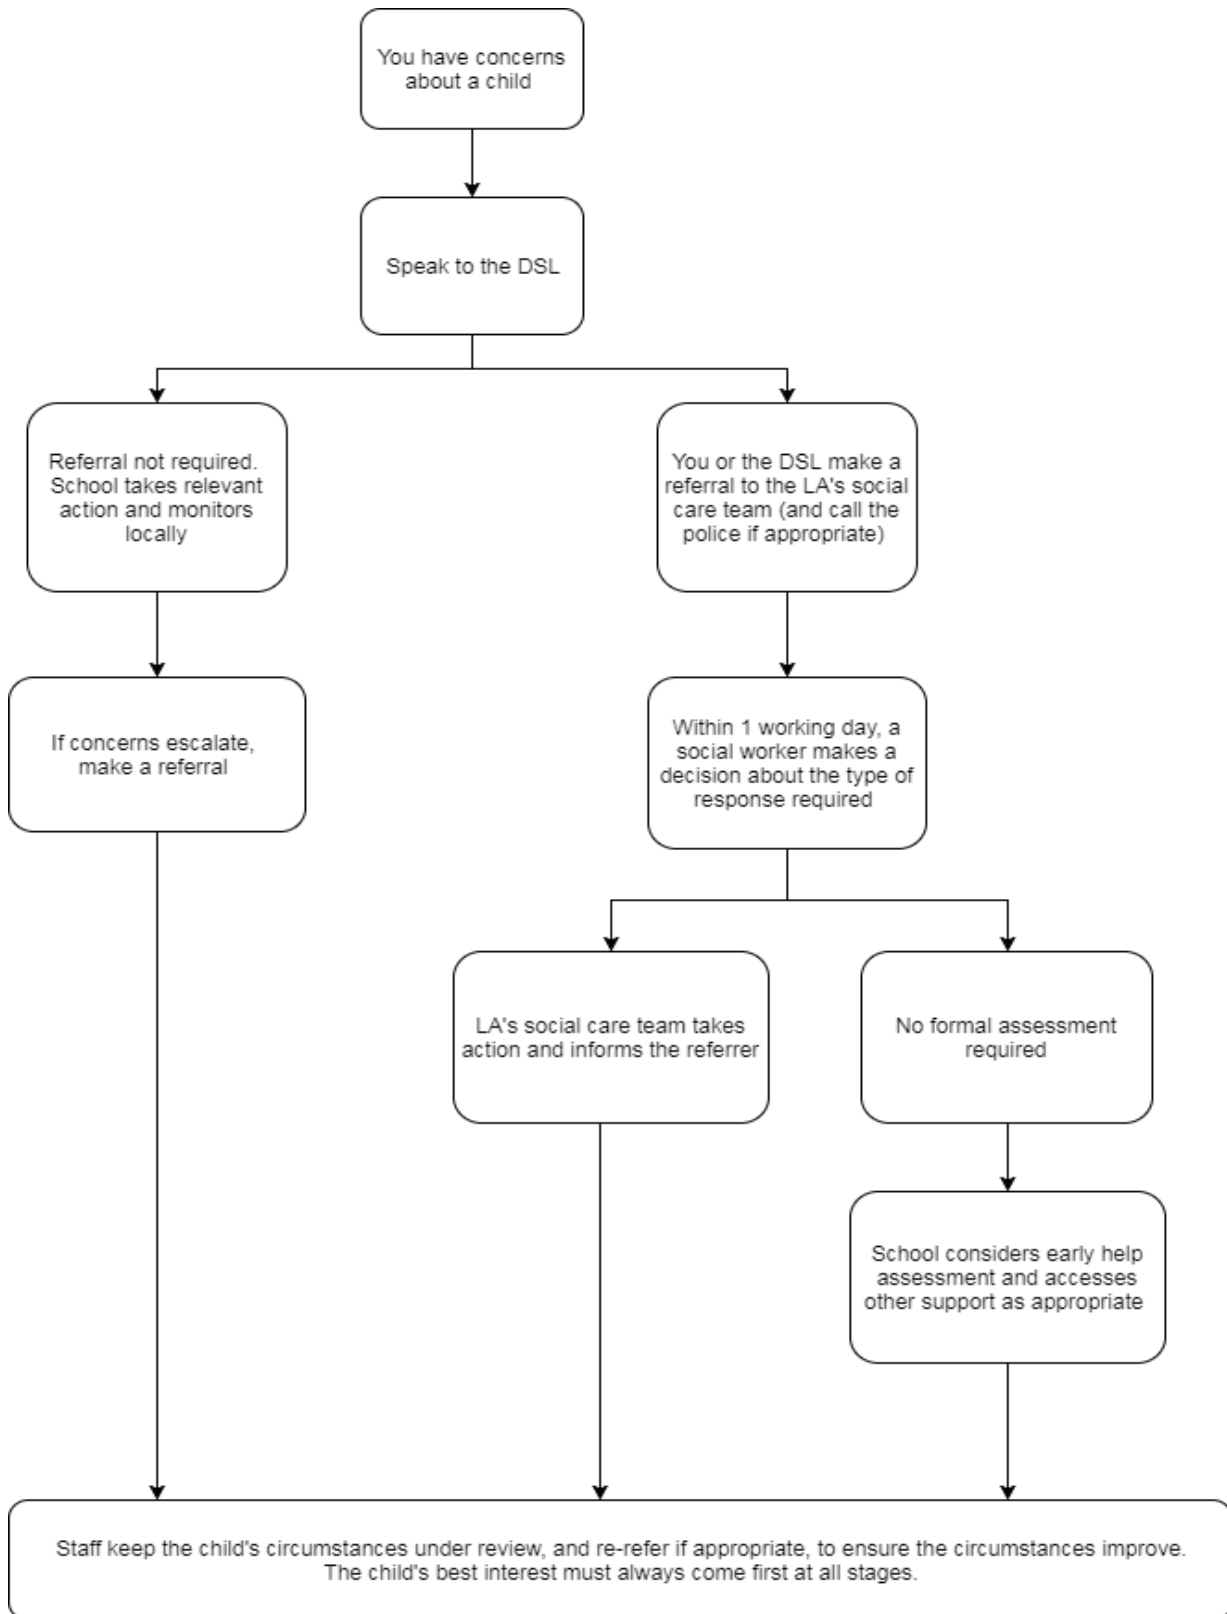 You have concerns
about a child
Speak to the DSL
Referral not required.
School takes relevant
action and monitors
locally
You or the DSL make a
referral to the LA's social
care team (and call the
police if appropriate)
If concerns escalate,
make a referral
Within 1 working day, a
social worker makes a
decision about the type of
response required
LA's social care team takes
action and informs the referrer
No formal assessment
required
School considers early help
assessment and accesses
other support as appropriate
Staff keep the child's circumstances under review, and re-refer if appropriate, to ensure the circumstances improve.
The child's best interest must always come first at all stages.